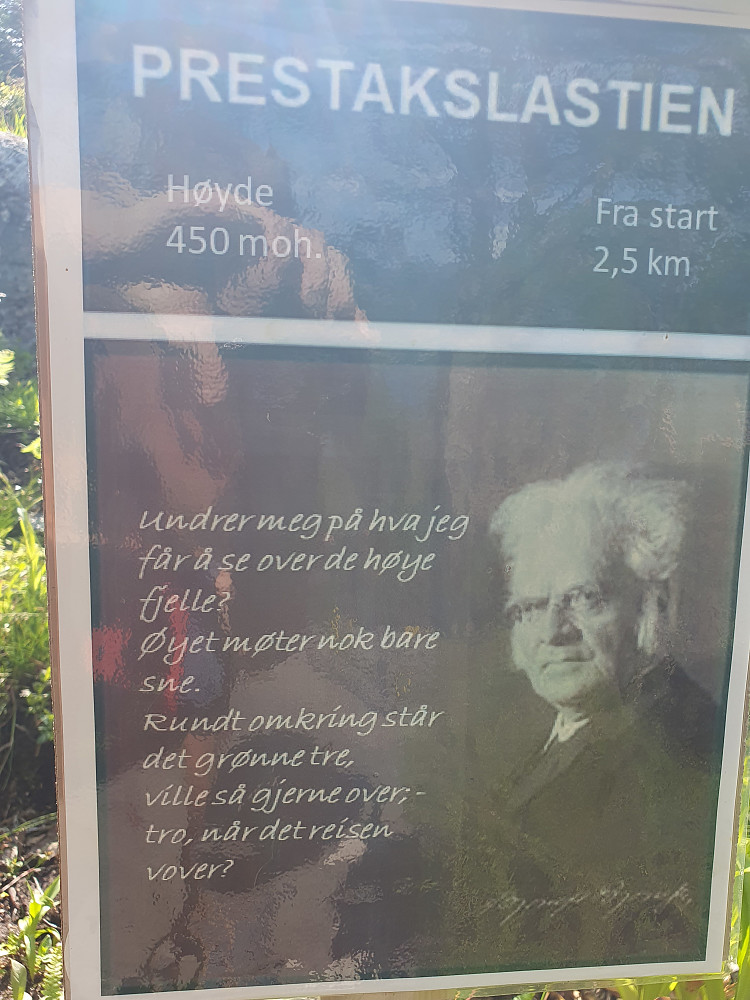 PRESTAKSLASTIEN
Høyde
450 moh.
Fra start
2,5 km
Undrer meg på hva jeg
får å se over de høye
fjelle?
Øyet møter nok bare
sne.
Rundt omkring står
det grønne tre,
ville så gjerne over;-
tro, når det reisen
vover?